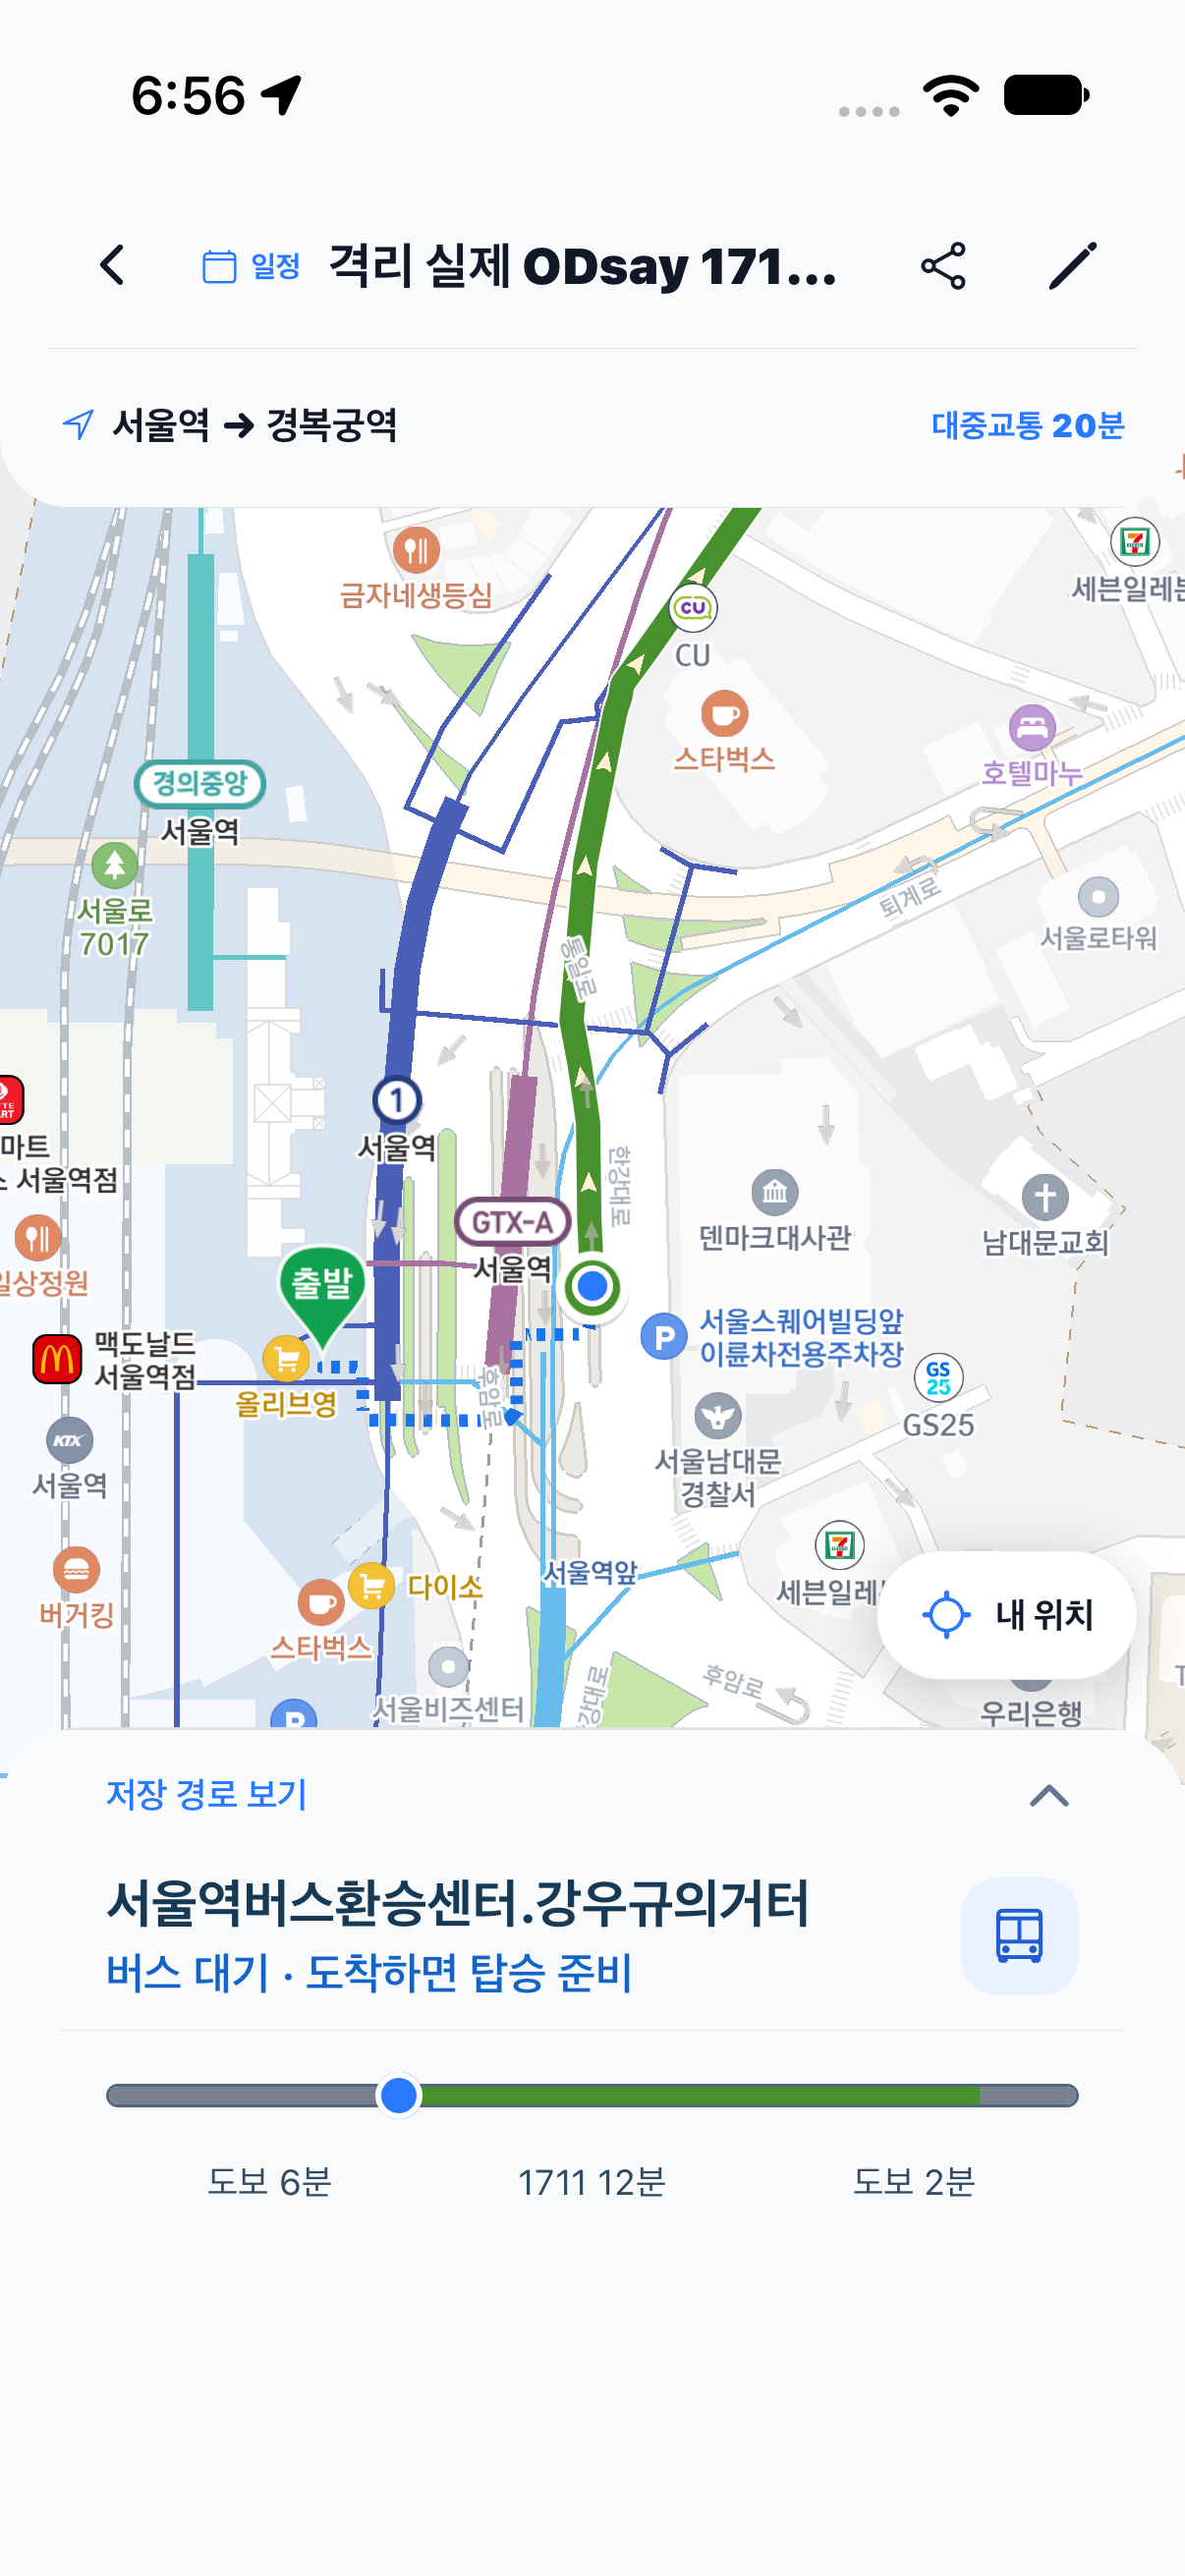 6:56
일정
격리 실제 ODsay 171...
서울역 → 경복궁역
대중교통 20분
금자네생등심
CU
CU
세븐일레븐
스타벅스
호텔마누
경의중앙
서울역
서울로
7017
퇴계로
서울로타워
통일로
1
서울역
마트
서울역점
한강대로
GTX-A
서울역
덴마크대사관
남대문교회
일상정원
출발
맥도날드
서울역점
올리브영
서울스퀘어빌딩앞
이륜차전용주차장
P
GS
25
GS25
후암로
KTX
서울역
서울남대문
경찰서
버거킹
스타벅스
다이소
서울역앞
세븐일레
내 위치
서울비즈센터
P
강대로
후암로
우리은행
저장 경로 보기
서울역버스환승센터.강우규의거터
버스 대기 · 도착하면 탑승 준비
도보 6분
1711 12분
도보 2분